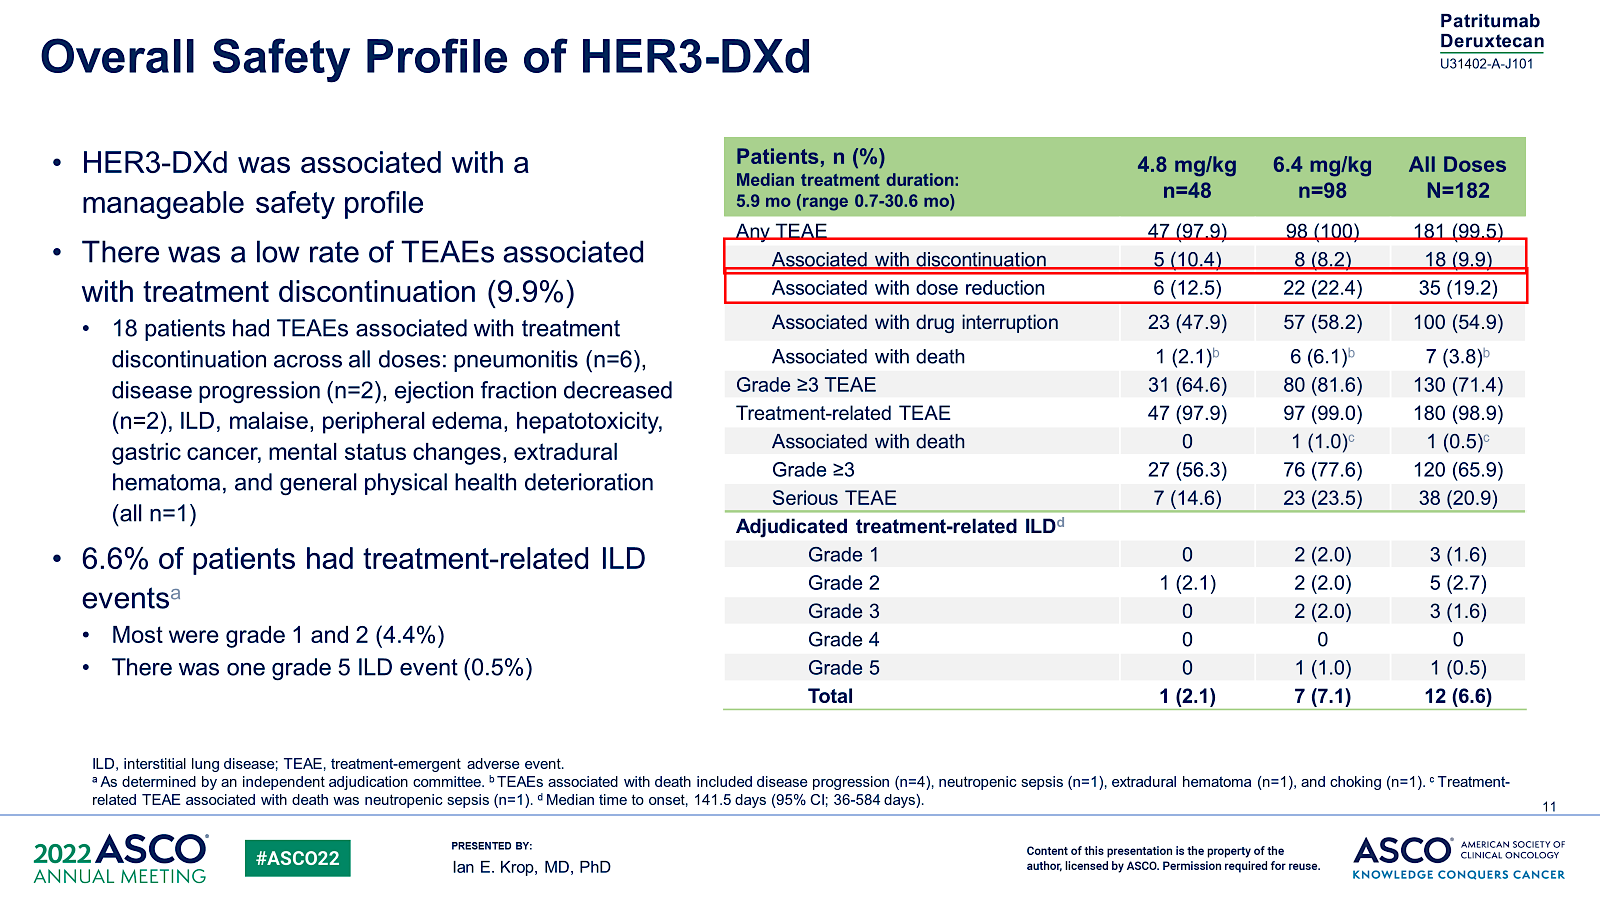 Overall Safety Profile of HER3-DXd
Patritumab
Deruxtecan
U31402-A-J101
• HER3-DXd was associated with a
manageable safety profile
• There was a low rate of TEAEs associated
with treatment discontinuation (9.9%)
• 18 patients had TEAEs associated with treatment
discontinuation across all doses: pneumonitis (n=6),
disease progression (n=2), ejection fraction decreased
(n=2), ILD, malaise, peripheral edema, hepatotoxicity,
gastric cancer, mental status changes, extradural
hematoma, and general physical health deterioration
(all n=1)
• 6.6% of patients had treatment-related ILD
eventsᵃ
• Most were grade 1 and 2 (4.4%)
• There was one grade 5 ILD event (0.5%)
Patients, n (%)
Median treatment duration:
5.9 mo (range 0.7-30.6 mo)
4.8 mg/kg
n=48
6.4 mg/kg
n=98
All Doses
N=182
Any TEAE 47 (97.9) 98 (100) 181 (99.5)
Associated with discontinuation 5 (10.4) 8 (8.2) 18 (9.9)
Associated with dose reduction 6 (12.5) 22 (22.4) 35 (19.2)
Associated with drug interruption 23 (47.9) 57 (58.2) 100 (54.9)
Associated with death 1 (2.1)ᵇ 6 (6.1)ᵇ 7 (3.8)ᵇ
Grade ≥3 TEAE 31 (64.6) 80 (81.6) 130 (71.4)
Treatment-related TEAE 47 (97.9) 97 (99.0) 180 (98.9)
Associated with death 0 1 (1.0)ᶜ 1 (0.5)ᶜ
Grade ≥3 27 (56.3) 76 (77.6) 120 (65.9)
Serious TEAE 7 (14.6) 23 (23.5) 38 (20.9)
Adjudicated treatment-related ILDᵈ
Grade 1 0 2 (2.0) 3 (1.6)
Grade 2 1 (2.1) 2 (2.0) 5 (2.7)
Grade 3 0 2 (2.0) 3 (1.6)
Grade 4 0 0 0
Grade 5 0 1 (1.0) 1 (0.5)
Total 1 (2.1) 7 (7.1) 12 (6.6)
ILD, interstitial lung disease; TEAE, treatment-emergent adverse event.
ᵃ As determined by an independent adjudication committee. ᵇ TEAEs associated with death included disease progression (n=4), neutropenic sepsis (n=1), extradural hematoma (n=1), and choking (n=1). ᶜ Treatment-
related TEAE associated with death was neutropenic sepsis (n=1). ᵈ Median time to onset, 141.5 days (95% CI; 36-584 days).
11
2022 ASCO®
ANNUAL MEETING
#ASCO22
PRESENTED BY:
Ian E. Krop, MD, PhD
Content of this presentation is the property of the
author, licensed by ASCO. Permission required for reuse.
ASCO®
AMERICAN SOCIETY OF
CLINICAL ONCOLOGY
KNOWLEDGE CONQUERS CANCER